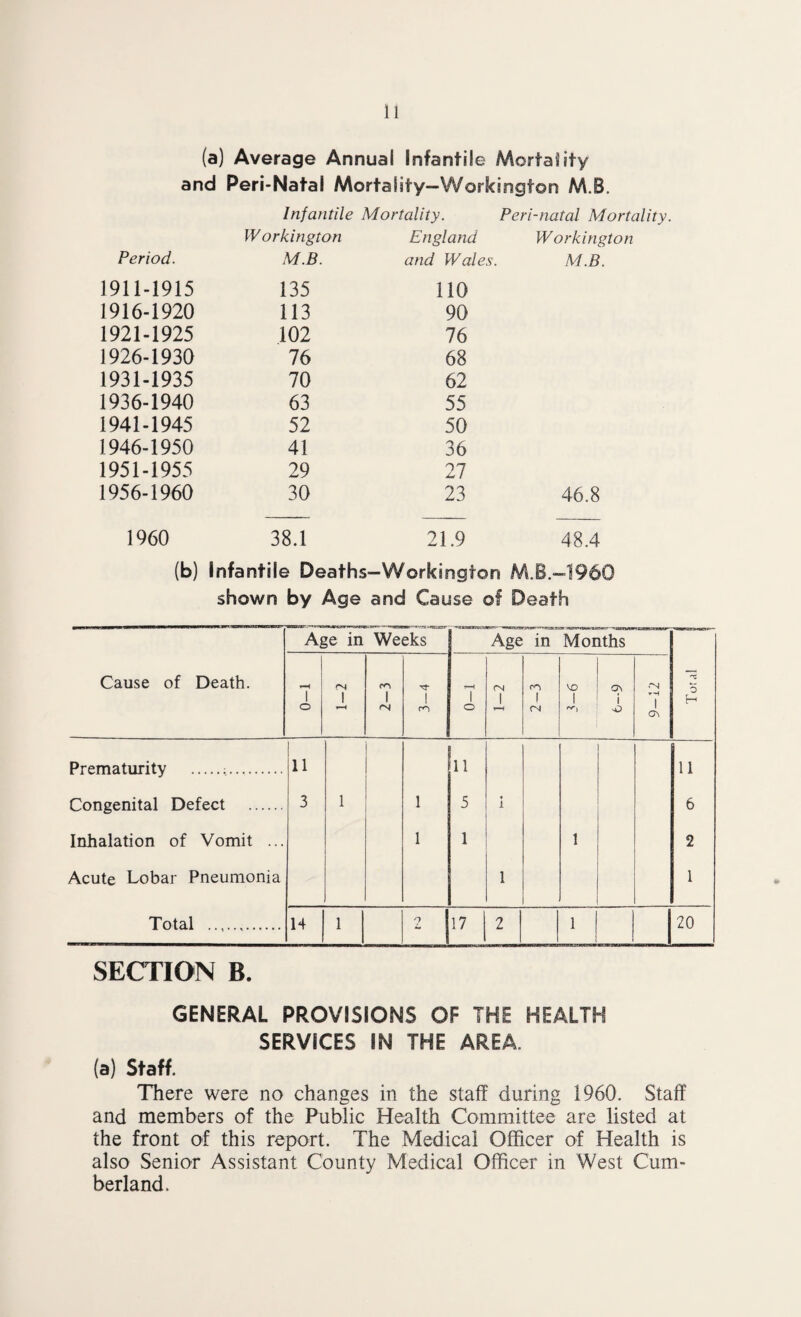 11
(a) Average Annual Infantile Mortality
and Peri-Natal Mortality—Workington M.B.
Infantile Mortality. Peri-natal Mortality.
Workington England Workington
Period. M.B. and Wales. M.B.
1911-1915 135 110
1916-1920 113 90
1921-1925 102 76
1926-1930 76 68
1931-1935 70 62
1936-1940 63 55
1941-1945 52 50
1946-1950 41 36
1951-1955 29 27
1956-1960 30 23 46.8
1960 38.1 21.9 48.4
(b) Infantile Deaths—Workington M.B.—1960
shown by Age and Cause of Death
Age in Weeks Age in Months
Cause of Death. 0—1 1—2 2—3 3—4 0—1 1—2 2—3 3—6 6—9 9—12 Total
Prematurity ............... 11 11 11
Congenital Defect ...... 3 1 1 5 1 6
Inhalation of Vomit ... 1 1 1 2
Acute Lobar Pneumonia 1 1
Total ............ 14 1 2 17 2 1 20
SECTION B.
GENERAL PROVISIONS OF THE HEALTH
SERVICES IN THE AREA.
(a) Staff.
There were no changes in the staff during 1960. Staff
and members of the Public Health Committee are listed at
the front of this report. The Medical Officer of Health is
also Senior Assistant County Medical Officer in West Cum-
berland.